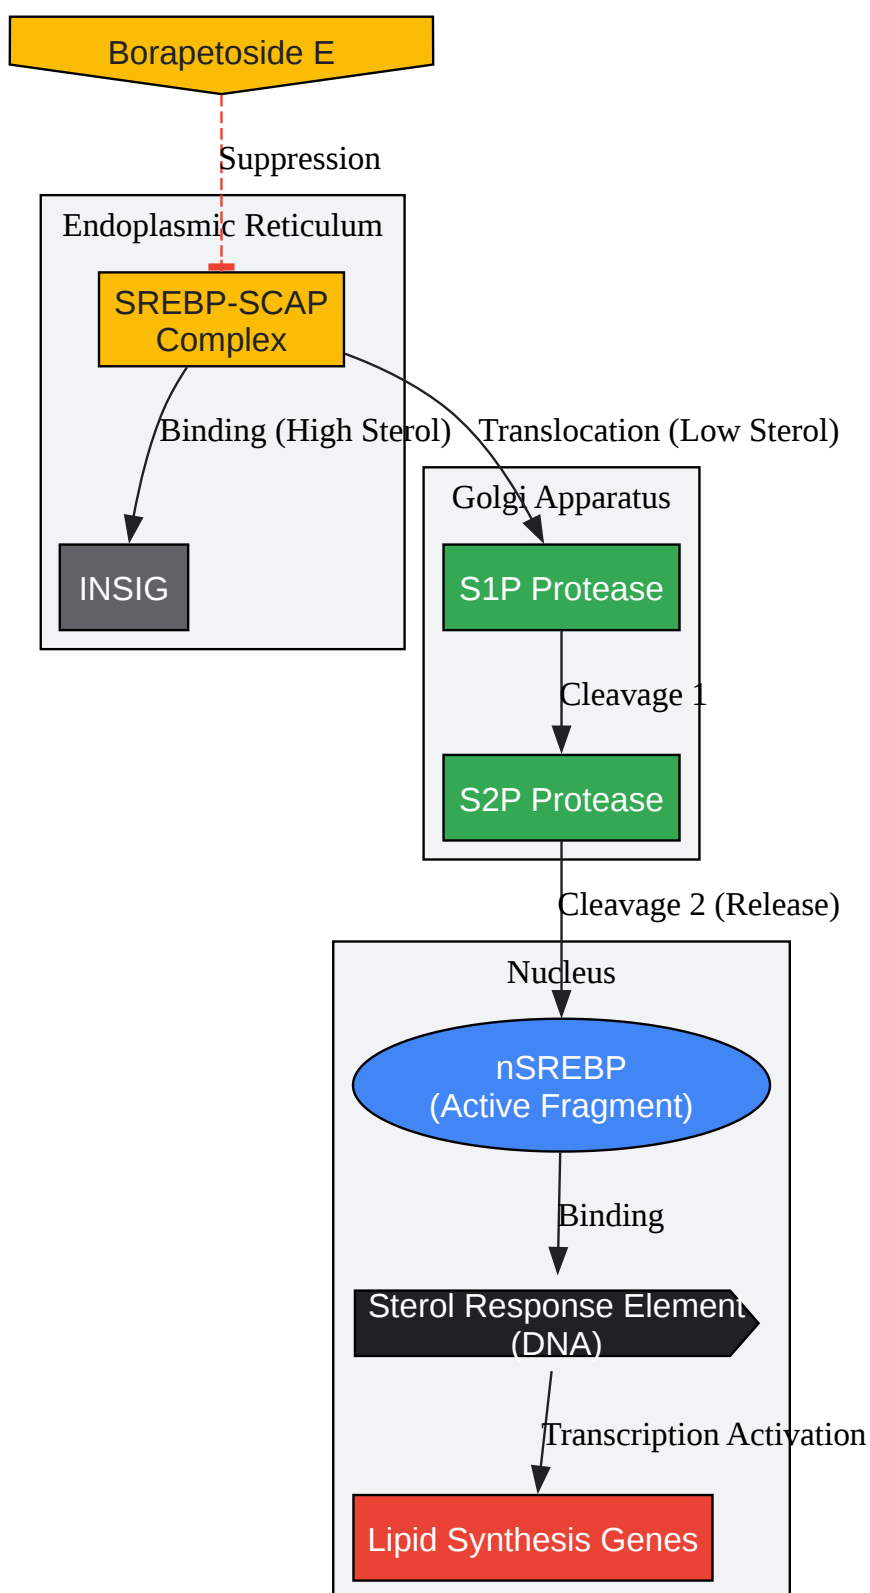 Borapetoside E
Suppression
Endoplasmic Reticulum
SREBP-SCAP
Complex
Binding (High Sterol)
Translocation (Low Sterol)
Golgi Apparatus
INSIG
S1P Protease
Cleavage 1
S2P Protease
Cleavage 2 (Release)
Nucleus
nSREBP
(Active Fragment)
Binding
Sterol Response Element
(DNA)
Transcription Activation
Lipid Synthesis Genes